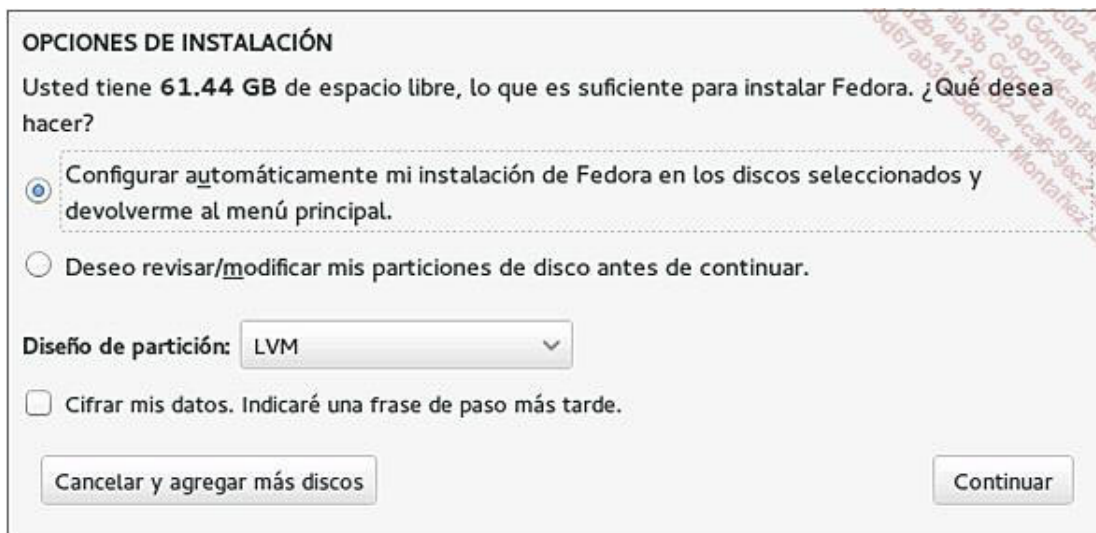 OPCIONES DE INSTALACIÓN
Usted tiene 61.44 GB de espacio libre, lo que es suficiente para instalar Fedora. ¿Qué desea
hacer?
Configurar automáticamente mi instalación de Fedora en los discos seleccionados y
devolverme al menú principal.
Deseo revisar/modificar mis particiones de disco antes de continuar.
Diseño de partición: LVM
Cifrar mis datos. Indicaré una frase de paso más tarde.
Cancelar y agregar más discos
Continuar